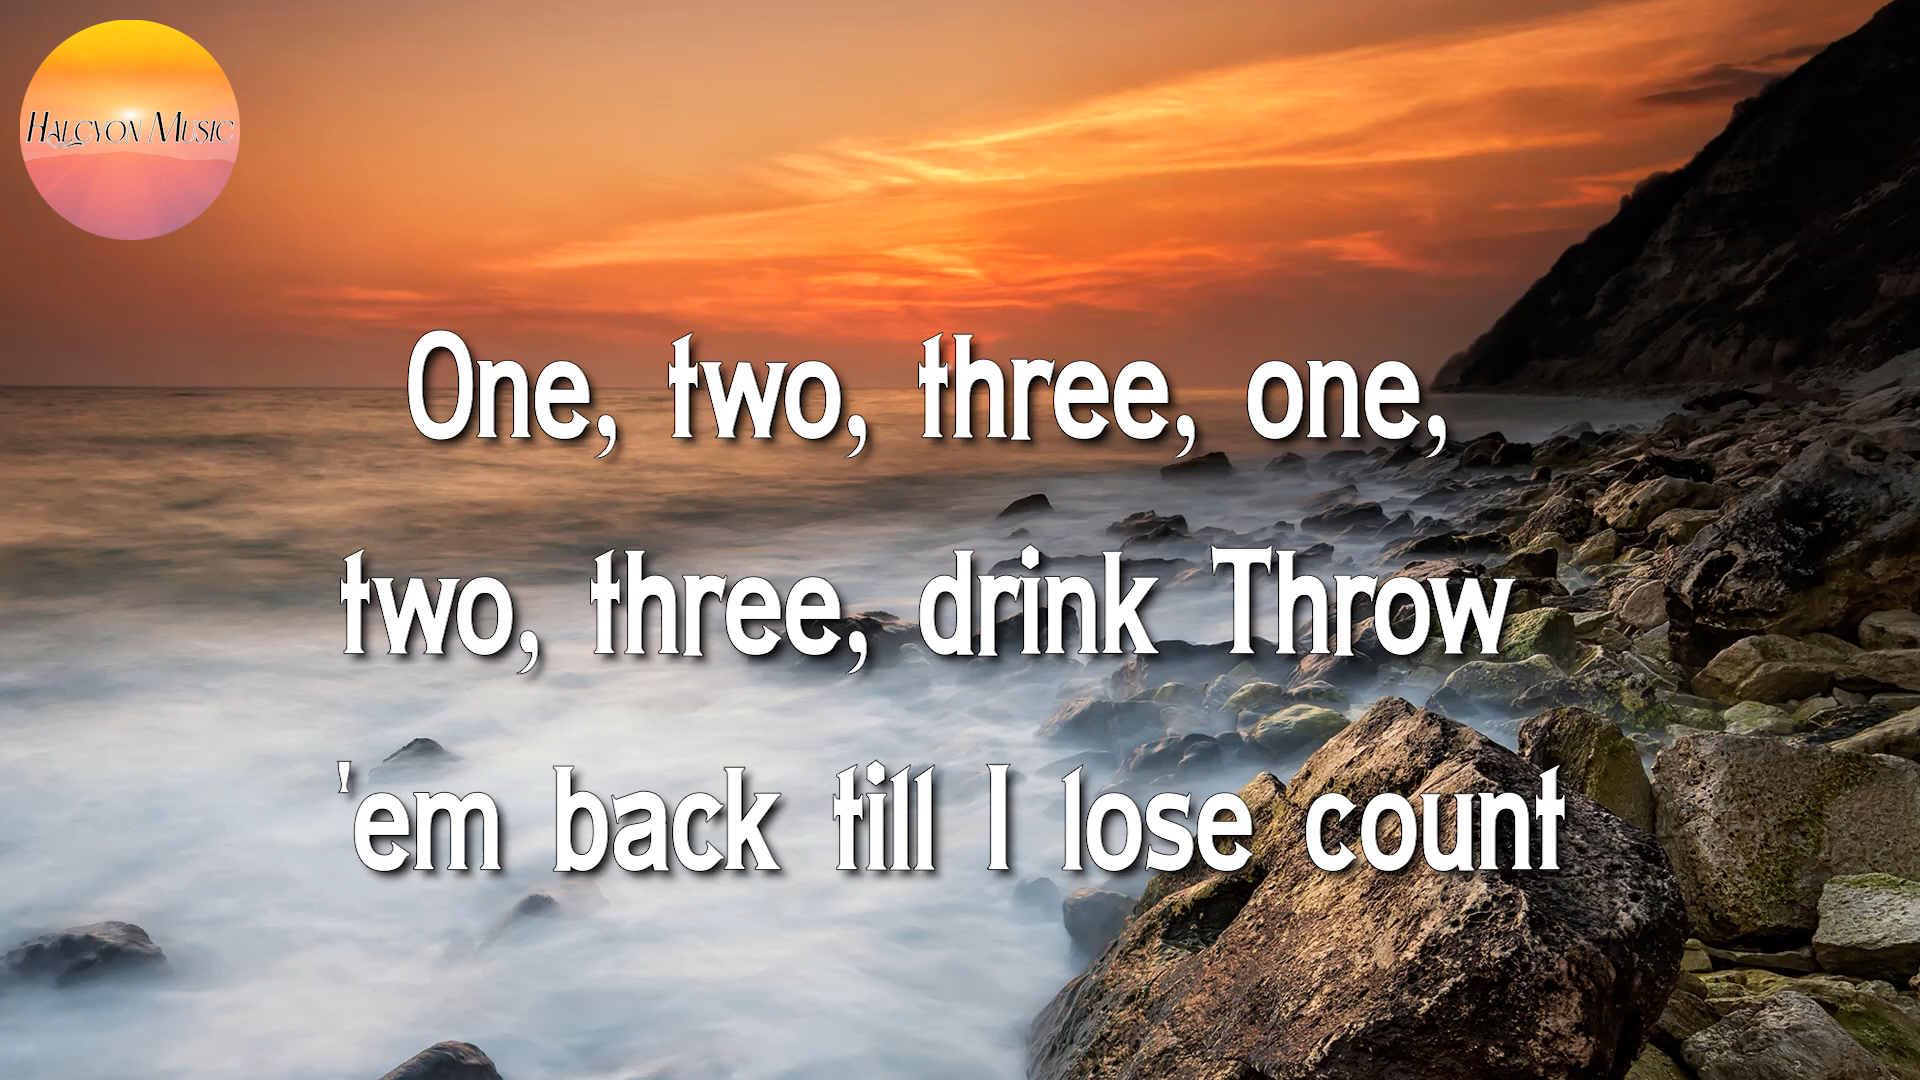 HALCYON MUSIC
One, two, three, one,
two, three, drink Throw
'em back till I lose count